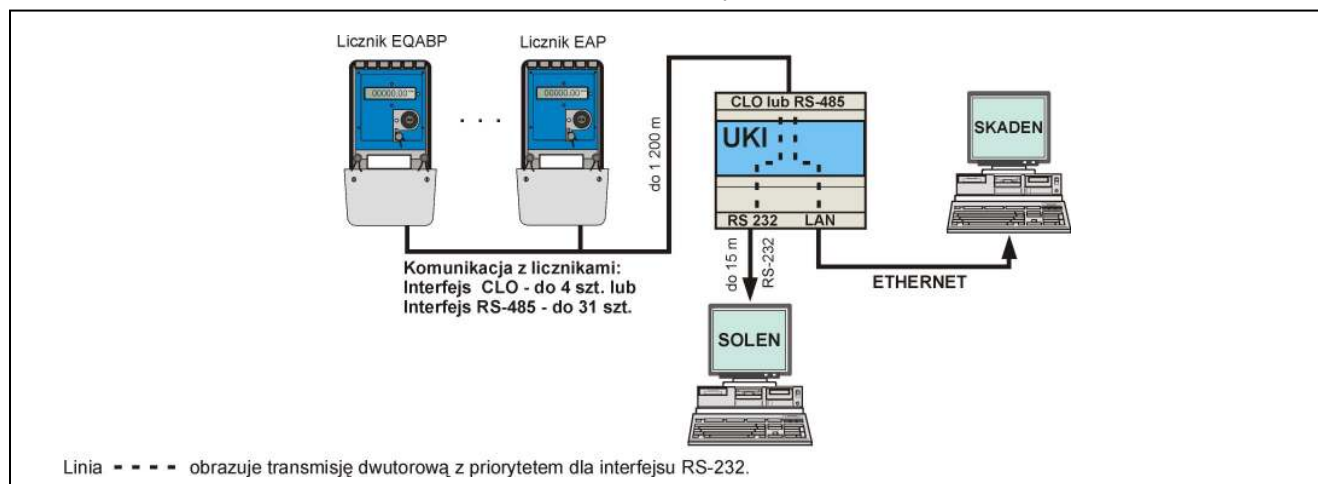 Licznik EQABP
Licznik EAP
00000,00
00000,00
. . .
do 1 200 m
CLO lub RS-485
UKI
RS 232 LAN
SKADEN
Komunikacja z licznikami:
Interfejs CLO - do 4 szt. lub
Interfejs RS-485 - do 31 szt.
do 15 m
RS-232
ETHERNET
SOLEN
Linia - - - - obrazuje transmisję dwutorową z priorytetem dla interfejsu RS-232.